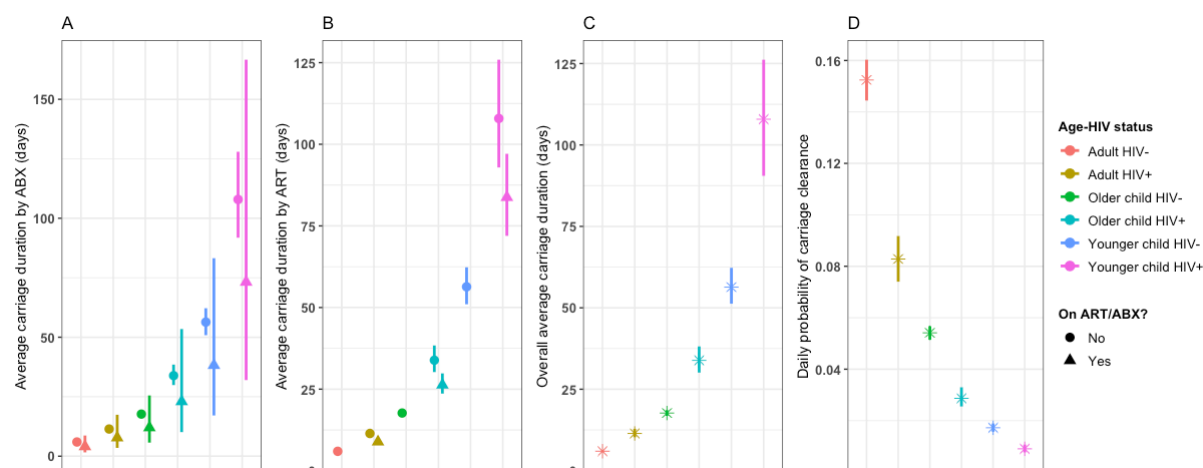 A
B
C
D
Average carriage duration by ABX (days)
150
100
50
0
Average carriage duration by ART (days)
125
100
75
50
25
Overall average carriage duration (days)
125
100
75
50
25
Daily probability of carriage clearance
0.16
0.12
0.08
0.04
Age-HIV status
Adult HIV-
Adult HIV+
Older child HIV-
Older child HIV+
Younger child HIV-
Younger child HIV+
On ART/ABX?
No
Yes